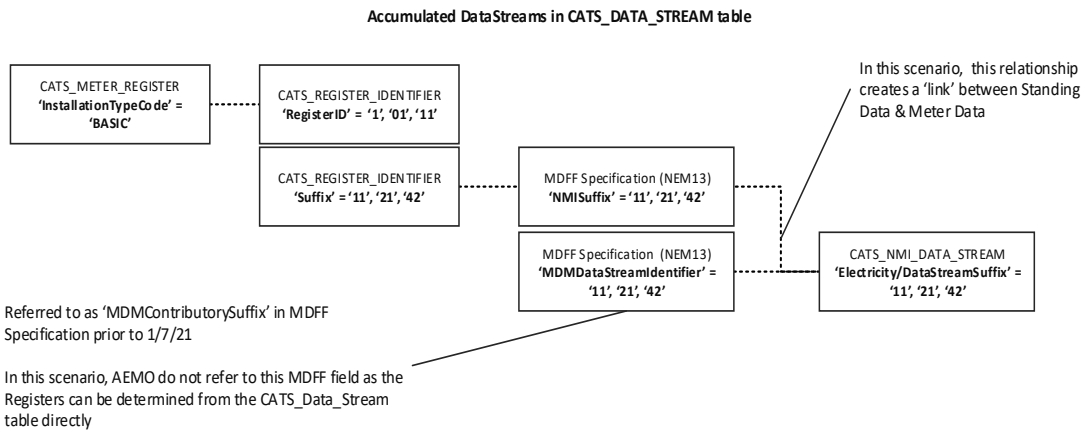 Accumulated DataStreams in CATS_DATA_STREAM table
CATS_METER_REGISTER
‘InstallationTypeCode’ =
‘BASIC’
CATS_REGISTER_IDENTIFIER
‘RegisterID’ = ‘1’, ‘01’, ‘11’
In this scenario, this relationship
creates a ‘link’ between Standing
Data & Meter Data
CATS_REGISTER_IDENTIFIER
‘Suffix’ = ‘11’, ‘21’, ‘42’
MDFF Specification (NEM13)
‘NMISuffix’ = ‘11’, ‘21’, ‘42’
MDFF Specification (NEM13)
‘MDMDataStreamIdentifier’ =
‘11’, ‘21’, ‘42’
CATS_NMI_DATA_STREAM
‘Electricity/DataStreamSuffix’ =
‘11’, ‘21’, ‘42’
Referred to as ‘MDMContributorySuffix’ in MDFF
Specification prior to 1/7/21
In this scenario, AEMO do not refer to this MDFF field as the
Registers can be determined from the CATS_Data_Stream
table directly